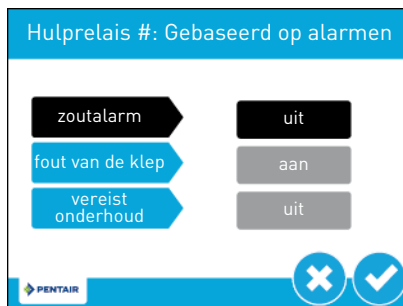 Hulprelais #: Gebaseerd op alarmen
zoutalarm
uit
fout van de klep
aan
vereist
onderhoud
uit
PENTAIR